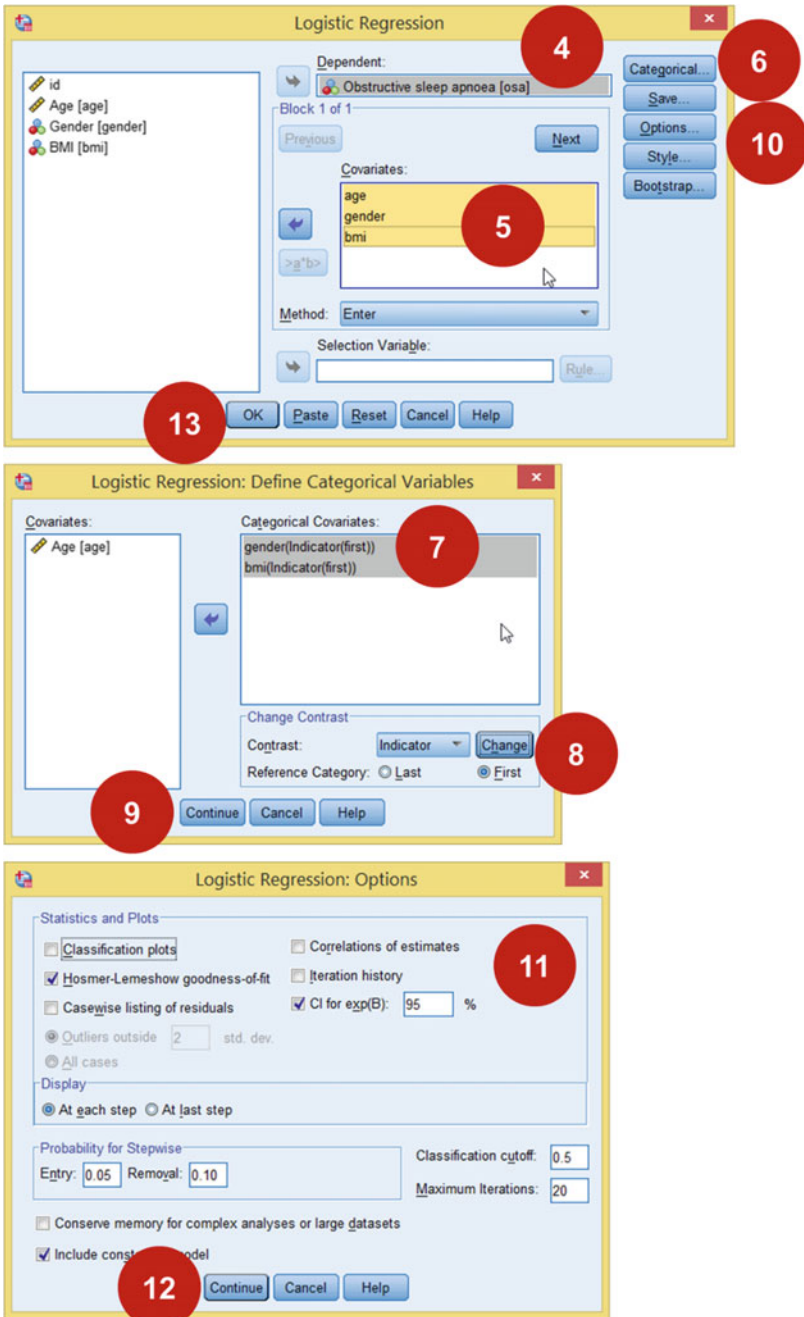 Logistic Regression
4
Dependent:
Obstructive sleep apnoea [osa]
id
Age [age]
Gender [gender]
BMI [bmi]
Block 1 of 1
Previous
Next
Covariates:
age
gender
bmi
5
>a*b>
Method: Enter
Selection Variable:
Rule...
Categorical...
6
Save...
Options...
10
Style...
Bootstrap...
13
OK Paste Reset Cancel Help
Logistic Regression: Define Categorical Variables
Covariates:
Age [age]
Categorical Covariates:
gender(Indicator(first))
bmi(Indicator(first))
7
Change Contrast
Contrast: Indicator Change
Reference Category: Last First
8
9
Continue Cancel Help
Logistic Regression: Options
Statistics and Plots
Classification plots
Correlations of estimates
Hosmer-Lemeshow goodness-of-fit
Iteration history
Casewise listing of residuals
CI for exp(B): 95 %
11
Outliers outside 2 std. dev.
All cases
Display
At each step At last step
Probability for Stepwise
Entry: 0.05 Removal: 0.10
Classification cutoff: 0.5
Maximum Iterations: 20
Conserve memory for complex analyses or large datasets
Include model
12
Continue Cancel Help